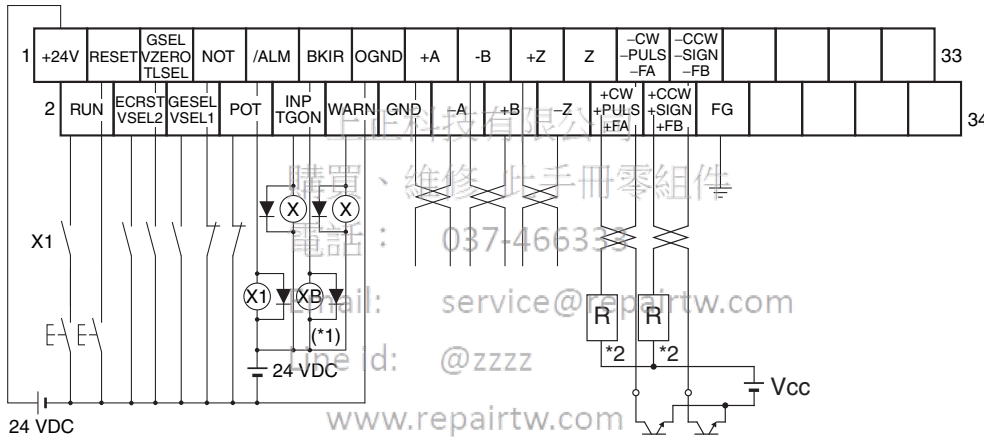 1 +24V RESET GSEL VZERO TLSEL NOT /ALM BKIR OGND +A -B +Z Z -CW -PULS -FA -CCW -SIGN -FB 33
2 RUN ECRST VSEL2 GESEL VSEL1 POT INP TGON WARN GND -A +B -Z +CW +PULS +FA +CCW +SIGN +FB FG 34
上正科技有限公司
購買、維修 此手冊零組件
X1 X X
電話： 037-466333
X1 XB
Email: service@repairtw.com
R R
(*1)
*2 *2
Line id: @zzzz
24 VDC
Vcc
www.repairtw.com
24 VDC